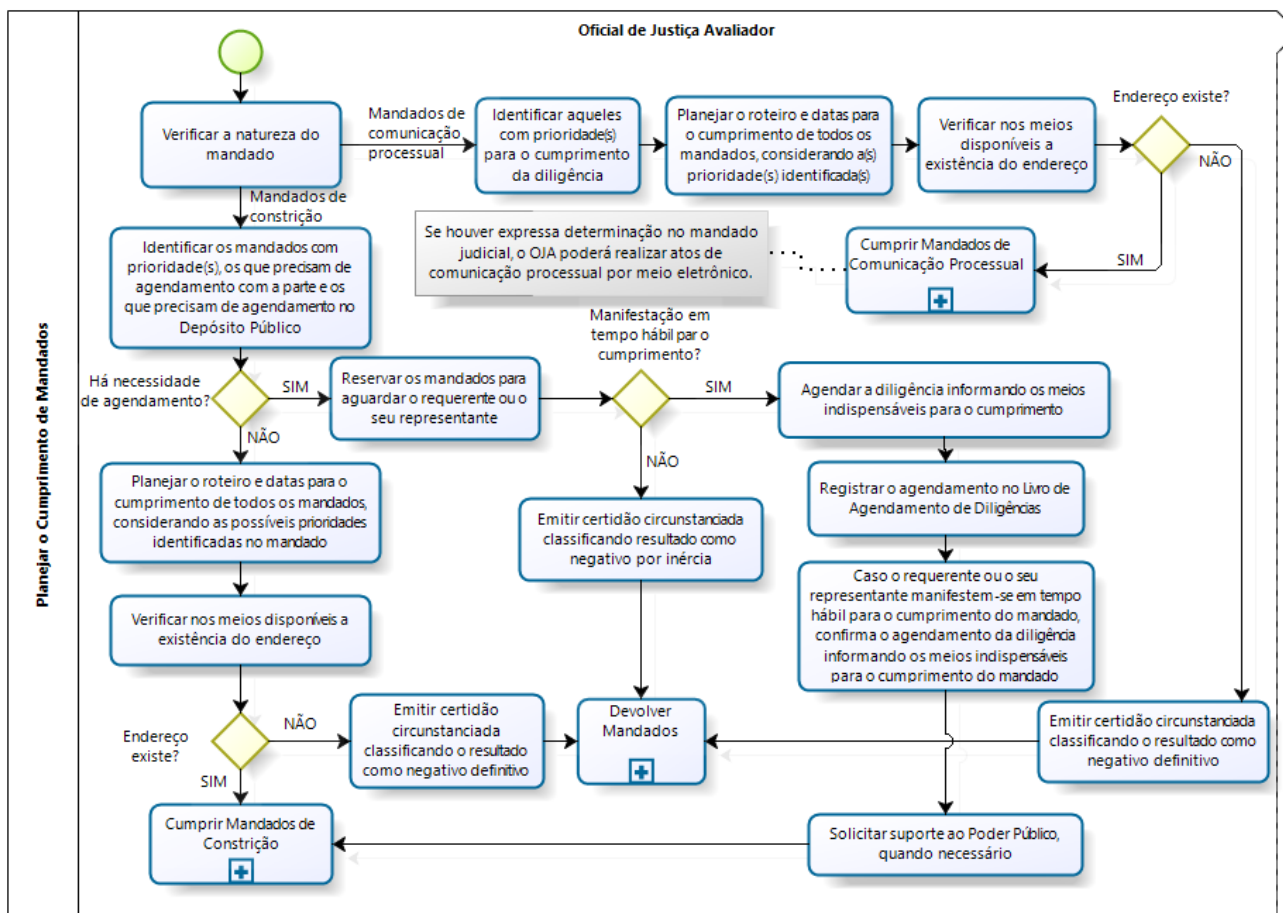 Planejar o Cumprimento de Mandados
Oficial de Justiça Avaliador
Verificar a natureza do
mandado
Mandados de
comunicação
processual
Identificar aqueles
com prioridade(s)
para o cumprimento
da diligência
Planejar o roteiro e datas para
o cumprimento de todos os
mandados, considerando a(s)
prioridade(s) identificada(s)
Verificar nos meios
disponíveis a
existência do endereço
Endereço existe?
NÃO
SIM
Cumprir Mandados de
Comunicação Processual
Se houver expressa determinação no mandado
judicial, o OJA poderá realizar atos de
comunicação processual por meio eletrônico.
Mandados de
constrição
Identificar os mandados com
prioridade(s), os que precisam de
agendamento com a parte e os
que precisam de agendamento no
Depósito Público
Há necessidade
de agendamento?
SIM
Reservar os mandados para
aguardar o requerente ou o
seu representante
Manifestação em
tempo hábil par o
cumprimento?
SIM
Agendar a diligência informando os meios
indispensáveis para o cumprimento
NÃO
NÃO
Planejar o roteiro e datas para o
cumprimento de todos os mandados,
considerando as possíveis prioridades
identificadas no mandado
Emitir certidão circunstanciada
classificando resultado como
negativo por inércia
Registrar o agendamento no Livro de
Agendamento de Diligências
Caso o requerente ou o seu
representante manifestem-se em tempo
hábil para o cumprimento do mandado,
confirma o agendamento da diligência
informando os meios indispensáveis
para o cumprimento do mandado
Verificar nos meios disponíveis a
existência do endereço
Endereço
existe?
NÃO
Emitir certidão
circunstanciada
classificando o resultado
como negativo definitivo
Devolver
Mandados
Emitir certidão circunstanciada
classificando o resultado como
negativo definitivo
SIM
Cumprir Mandados de
Constrição
Solicitar suporte ao Poder Público,
quando necessário